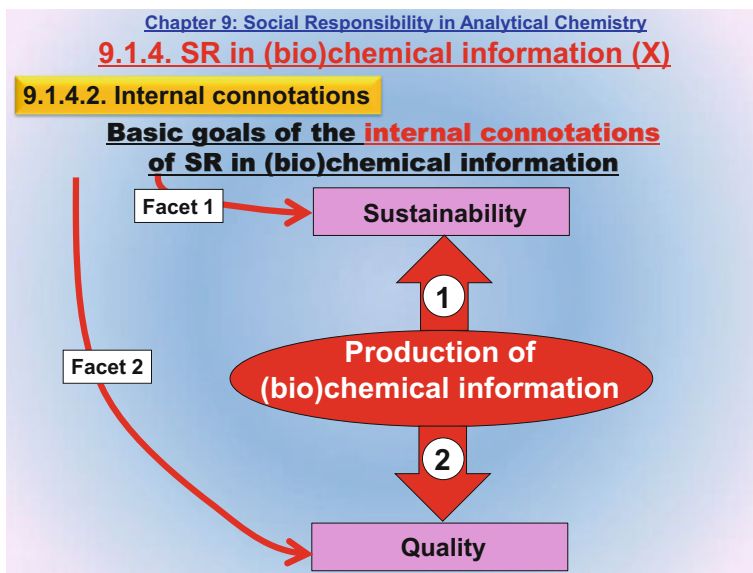 Chapter 9: Social Responsibility in Analytical Chemistry
9.1.4. SR in (bio)chemical information (X)
9.1.4.2. Internal connotations
Basic goals of the internal connotations
of SR in (bio)chemical information
Facet 1
Sustainability
1
Production of
(bio)chemical information
Facet 2
2
Quality